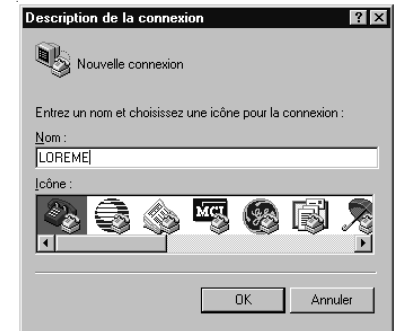 Description de la connexion
Nouvelle connexion
Entrez un nom et choisissez une icône pour la connexion :
Nom :
LOREME
Icône :
MCI
OK Annuler